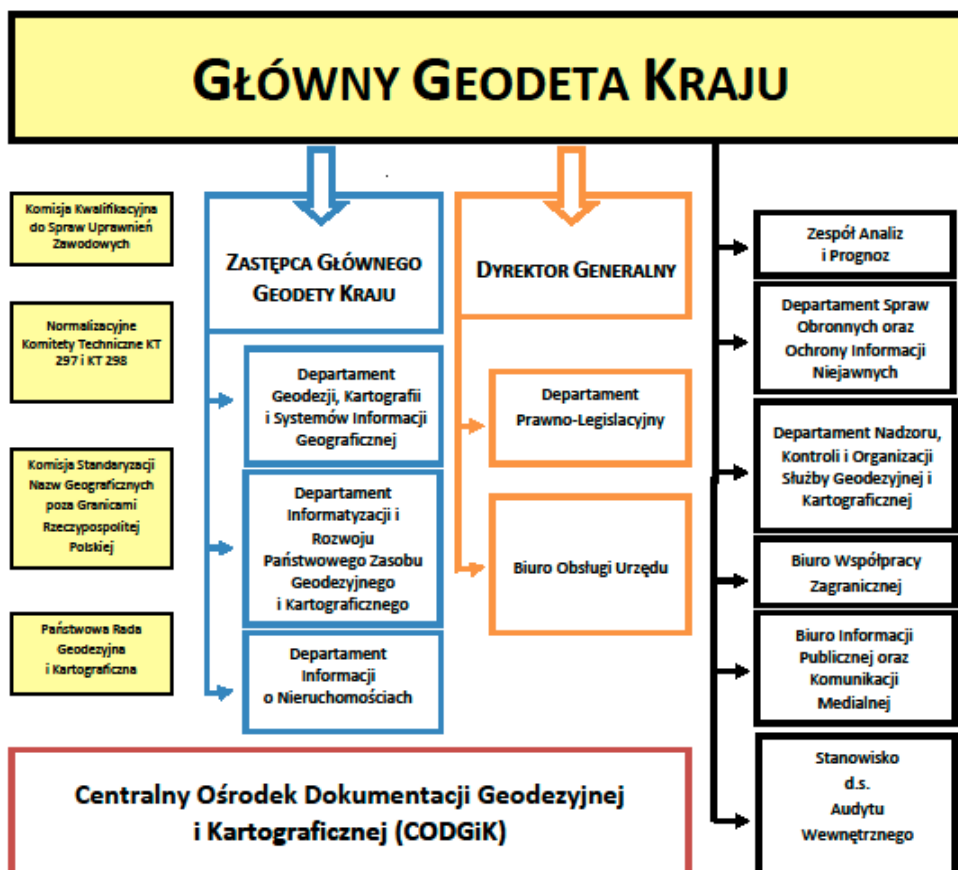 GŁÓWNY GEODETA KRAJU
Komisja Kwalifikacyjna
do Spraw Uprawnień
Zawodowych
Normalizacyjne
Komitety Techniczne KT
297 i KT 298
Komisja Standaryzacji
Nazw Geograficznych
poza Granicami
Rzeczypospolitej
Polskiej
Państwowa Rada
Geodezyjna
i Kartograficzna
ZASTĘPCA GŁÓWNEGO
GEODETY KRAJU
Departament
Geodezji, Kartografii
i Systemów Informacji
Geograficznej
Departament
Informatyzacji i
Rozwoju
Państwowego Zasobu
Geodezyjnego
i Kartograficznego
Departament
Informacji
o Nieruchomościach
DYREKTOR GENERALNY
Departament
Prawno-Legislacyjny
Biuro Obsługi Urzędu
Zespół Analiz
i Prognoz
Departament Spraw
Obronnych oraz
Ochrony Informacji
Niejawnych
Departament Nadzoru,
Kontroli i Organizacji
Służby Geodezyjnej i
Kartograficznej
Biuro Współpracy
Zagranicznej
Biuro Informacji
Publicznej oraz
Komunikacji
Medialnej
Stanowisko
d.s.
Audytu
Wewnętrznego
Centralny Ośrodek Dokumentacji Geodezyjnej
i Kartograficznej (CODGiK)